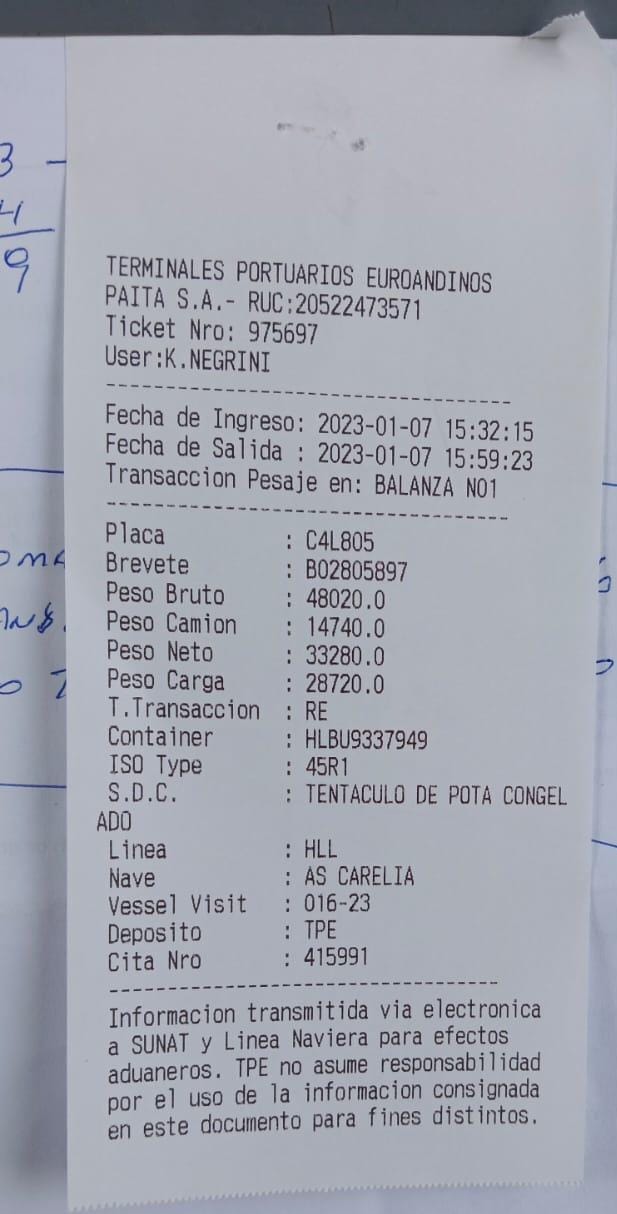 3 -
4
9
TERMINALES PORTUARIOS EUROANDINOS
PAITA S.A.- RUC:20522473571
Ticket Nro: 975697
User:K.NEGRINI
Fecha de Ingreso: 2023-01-07 15:32:15
Fecha de Salida : 2023-01-07 15:59:23
Transaccion Pesaje en: BALANZA NO1
Placa : C4L805
Brevete : B02805897
Peso Bruto : 48020.0
Peso Camion : 14740.0
Peso Neto : 33280.0
Peso Carga : 28720.0
T.Transaccion : RE
Container : HLBU9337949
ISO Type : 45R1
S.D.C. : TENTACULO DE POTA CONGEL
ADO
Linea : HLL
Nave : AS CARELIA
Vessel Visit : 016-23
Deposito : TPE
Cita Nro : 415991
Informacion transmitida via electronica
a SUNAT y Linea Naviera para efectos
aduaneros. TPE no asume responsabilidad
por el uso de la informacion consignada
en este documento para fines distintos.